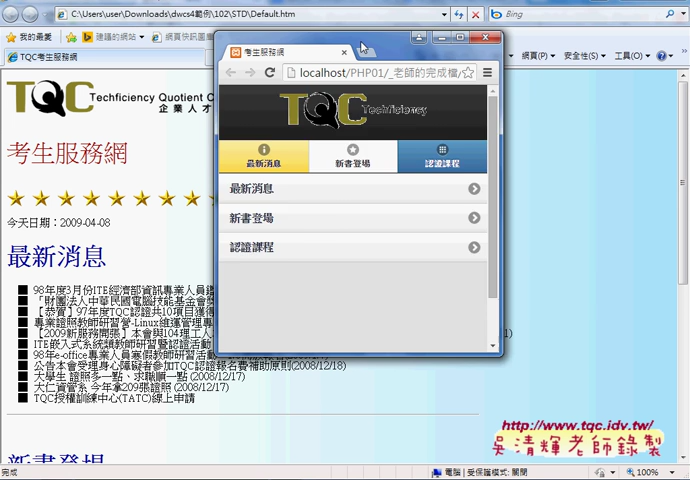 C:\Users\user\Downloads\dwcs4範例\102\STD\Default.htm
Bing
我的最愛
建議的網站
網頁快訊圖庫
TQC考生服務網
網頁(P)
安全性(S)
工具(O)
考生服務網
localhost/PHP01/_老師的完成檔/
TQC Techficiency
最新消息
新書登場
認證課程
最新消息
新書登場
認證課程
TQC Techficiency Quotient C
企業人才
考生服務網
今天日期：2009-04-08
最新消息
98年度3月份ITE經濟部資訊專業人員鑑
「財團法人中華民國電腦技能基金會獎
【恭賀】97年度TQC認證共10項目獲得
專業證照教師研習營-Linux維運管理專
【2009新服務開張】本會與104理工人
ITE嵌入式系統類教師研習暨認證活動
98年e-office專業人員寒假教師研習活動
公告本會受理身心障礙者參加TQC認證報名費補助原則(2008/12/18)
大學生 證照多一點、求職順一點 (2008/12/17)
大仁資管系 今年拿209張證照 (2008/12/17)
TQC授權訓練中心(TATC)線上申請
新書登場
http://www.tqc.idv.tw/
吳清輝老師錄製
完成
電腦 | 受保護模式: 關閉
100%